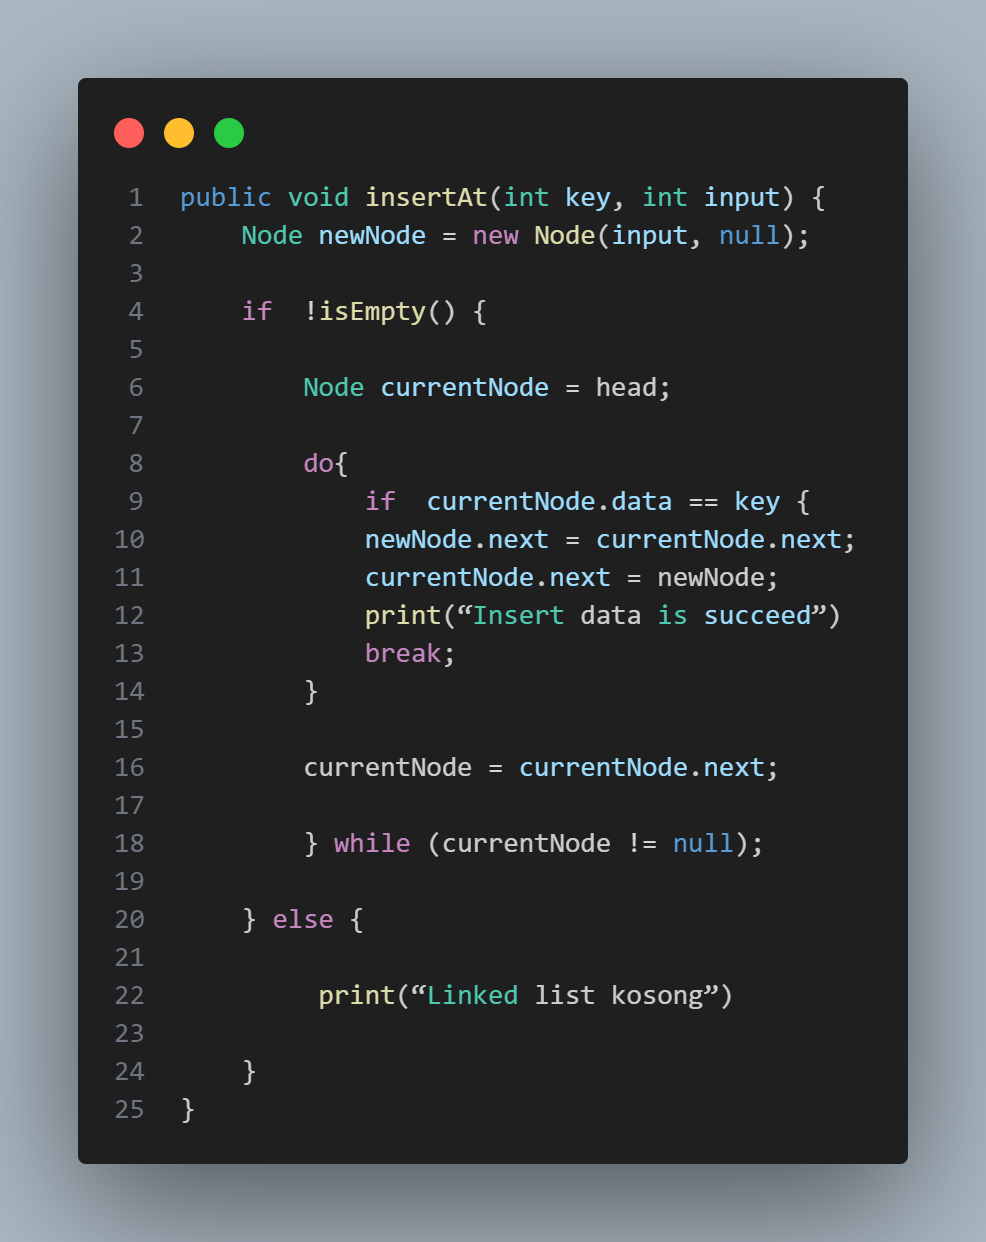 1 public void insertAt(int key, int input) {
2     Node newNode = new Node(input, null);
3
4     if  !isEmpty() {
5
6         Node currentNode = head;
7
8         do{
9             if  currentNode.data == key {
10             newNode.next = currentNode.next;
11             currentNode.next = newNode;
12             print(“Insert data is succeed”)
13             break;
14         }
15
16         currentNode = currentNode.next;
17
18         } while (currentNode != null);
19
20     } else {
21
22          print(“Linked list kosong”)
23
24     }
25 }